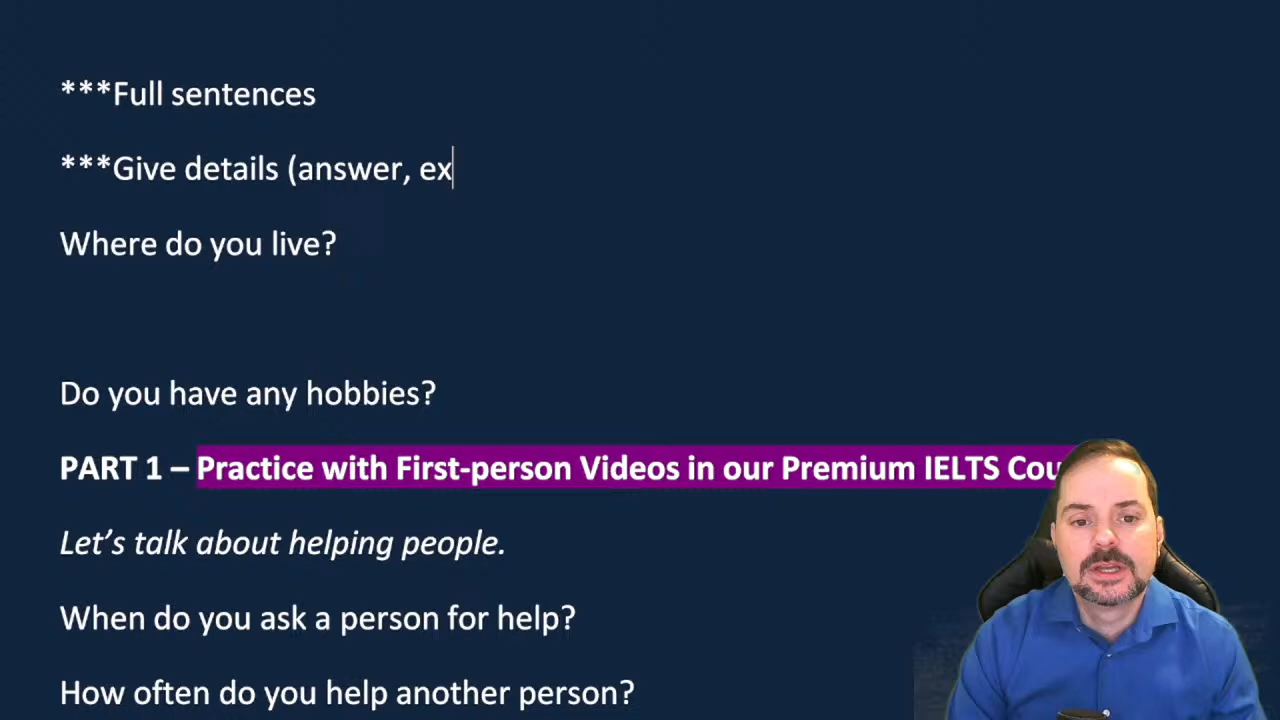 ***Full sentences
***Give details (answer, ex
Where do you live?
Do you have any hobbies?
PART 1 – Practice with First-person Videos in our Premium IELTS Cou
Let's talk about helping people.
When do you ask a person for help?
How often do you help another person?